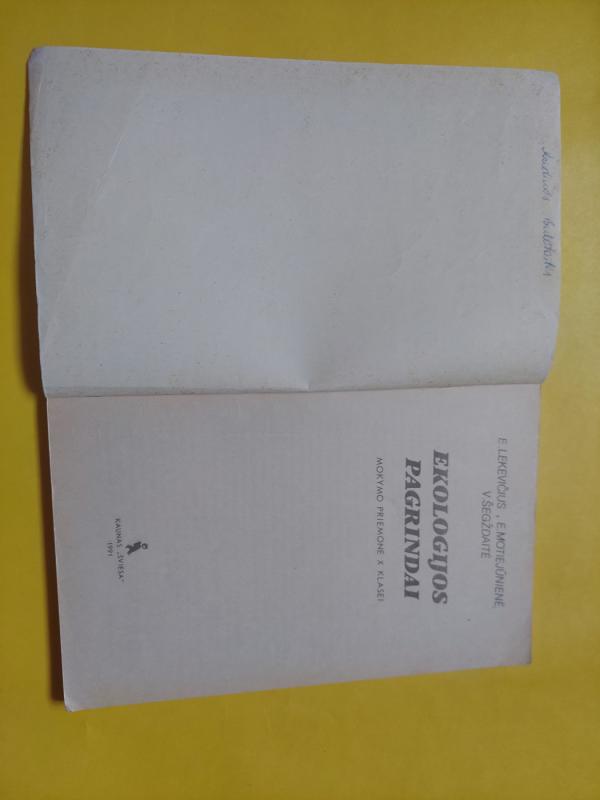 E. LEKEVIČIUS, E. MOTIEJŪNIENĖ,
V. ŠEGŽDAITĖ
EKOLOGIJOS
PAGRINDAI
MOKYMO PRIEMONĖ X KLASEI
KAUNAS „ŠVIESA"
1991